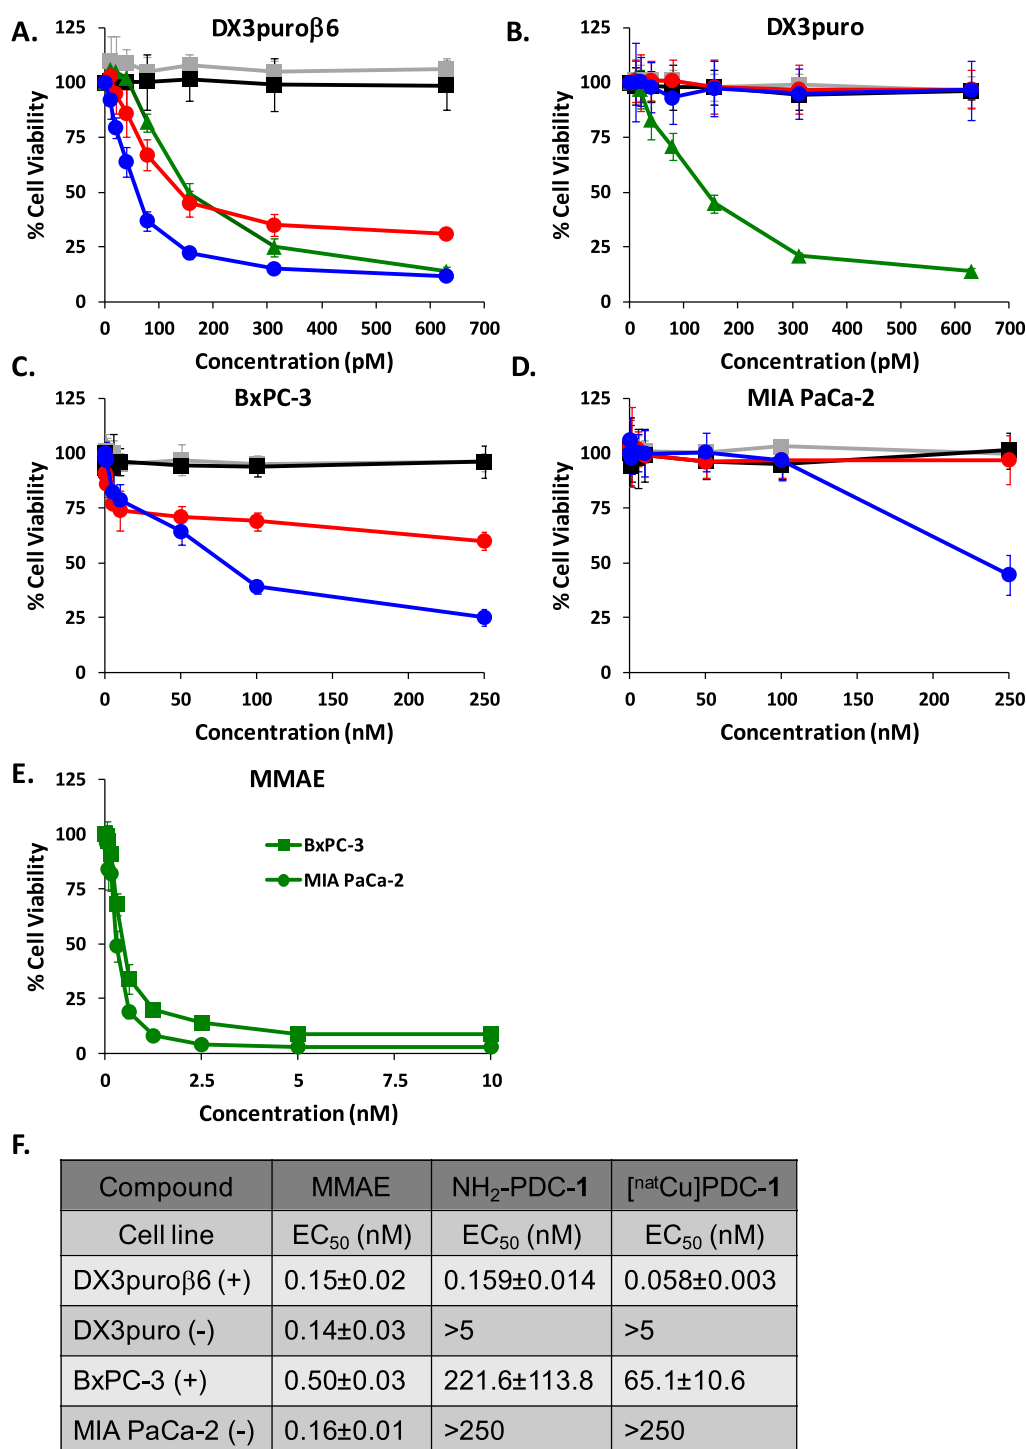 A.
DX3puroβ6
125
100
75
50
25
0
% Cell Viability
0 100 200 300 400 500 600 700
Concentration (pM)
B.
DX3puro
125
100
75
50
25
0
% Cell Viability
0 100 200 300 400 500 600 700
Concentration (pM)
C.
BxPC-3
125
100
75
50
25
0
% Cell Viability
0 50 100 150 200 250
Concentration (nM)
D.
MIA PaCa-2
125
100
75
50
25
0
% Cell Viability
0 50 100 150 200 250
Concentration (nM)
E.
MMAE
125
100
75
50
25
0
% Cell Viability
BxPC-3
MIA PaCa-2
0 2.5 5 7.5 10
Concentration (nM)
F.
Compound MMAE NH₂-PDC-1 [ⁿᵃᵗCu]PDC-1
Cell line EC₅₀ (nM) EC₅₀ (nM) EC₅₀ (nM)
DX3puroβ6 (+) 0.15±0.02 0.159±0.014 0.058±0.003
DX3puro (-) 0.14±0.03 >5 >5
BxPC-3 (+) 0.50±0.03 221.6±113.8 65.1±10.6
MIA PaCa-2 (-) 0.16±0.01 >250 >250